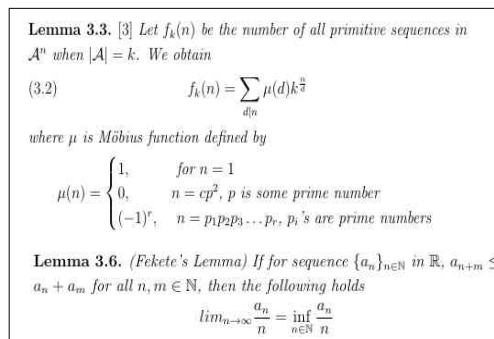 Lemma 3.3. [3] Let f_k(n) be the number of all primitive sequences in
𝒜^n when |𝒜| = k. We obtain
(3.2) f_k(n) = ∑_{d|n} μ(d)k^{n/d}
where μ is Möbius function defined by
μ(n) = { 1, for n = 1
0, n = cp^2, p is some prime number
(−1)^r, n = p_1p_2p_3 … p_r, p_i's are prime numbers
Lemma 3.6. (Fekete's Lemma) If for sequence {a_n}_{n∈ℕ} in ℝ, a_{n+m} ≤
a_n + a_m for all n, m ∈ ℕ, then the following holds
lim_{n→∞} a_n/n = inf_{n∈ℕ} a_n/n